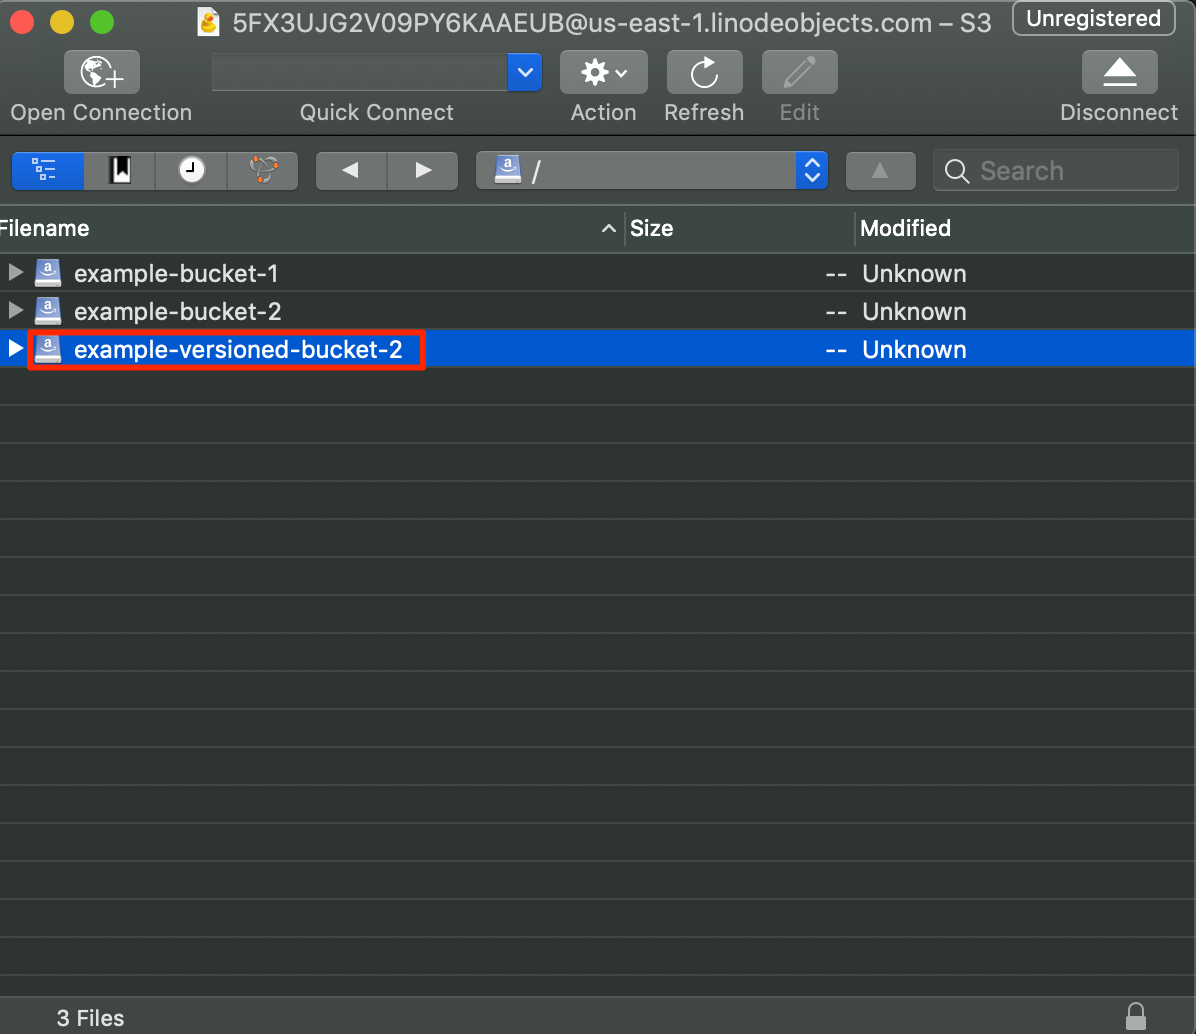 5FX3UJG2V09PY6KAAEUB@us-east-1.linodeobjects.com – S3
Unregistered
Open Connection
Quick Connect
Action
Refresh
Edit
Disconnect
/
Search
Filename
Size
Modified
example-bucket-1 -- Unknown
example-bucket-2 -- Unknown
example-versioned-bucket-2 -- Unknown
3 Files